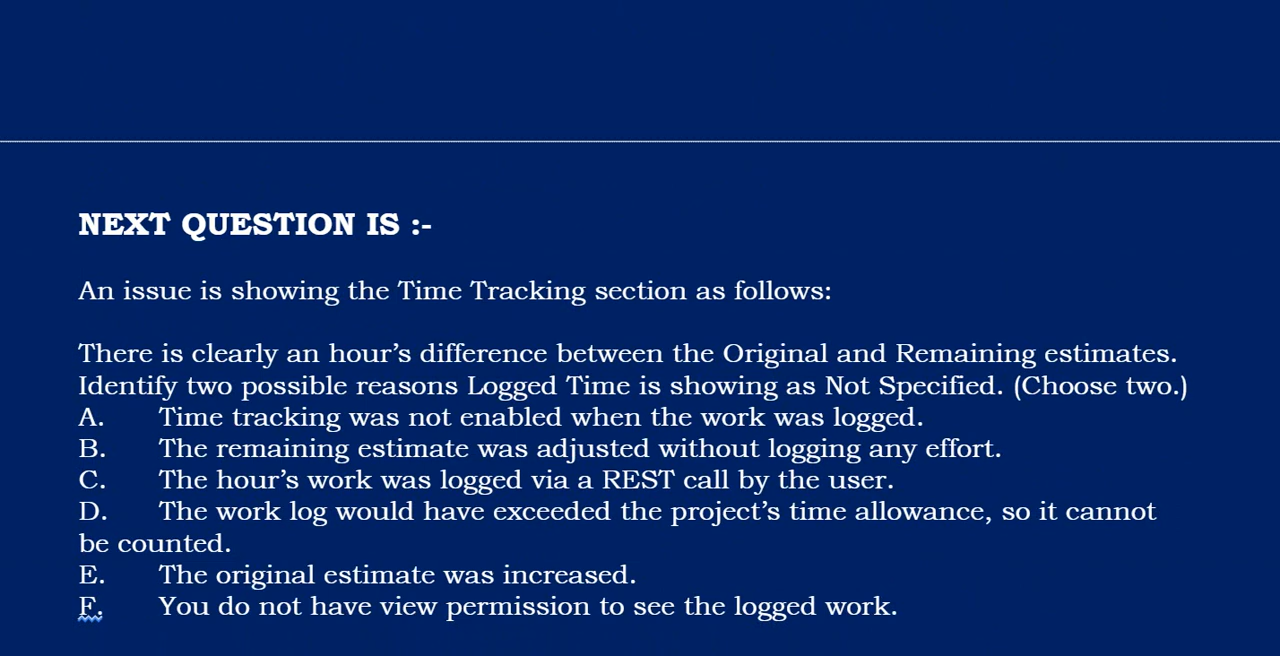 NEXT QUESTION IS :-
An issue is showing the Time Tracking section as follows:
There is clearly an hour’s difference between the Original and Remaining estimates.
Identify two possible reasons Logged Time is showing as Not Specified. (Choose two.)
A. Time tracking was not enabled when the work was logged.
B. The remaining estimate was adjusted without logging any effort.
C. The hour’s work was logged via a REST call by the user.
D. The work log would have exceeded the project’s time allowance, so it cannot
be counted.
E. The original estimate was increased.
F. You do not have view permission to see the logged work.